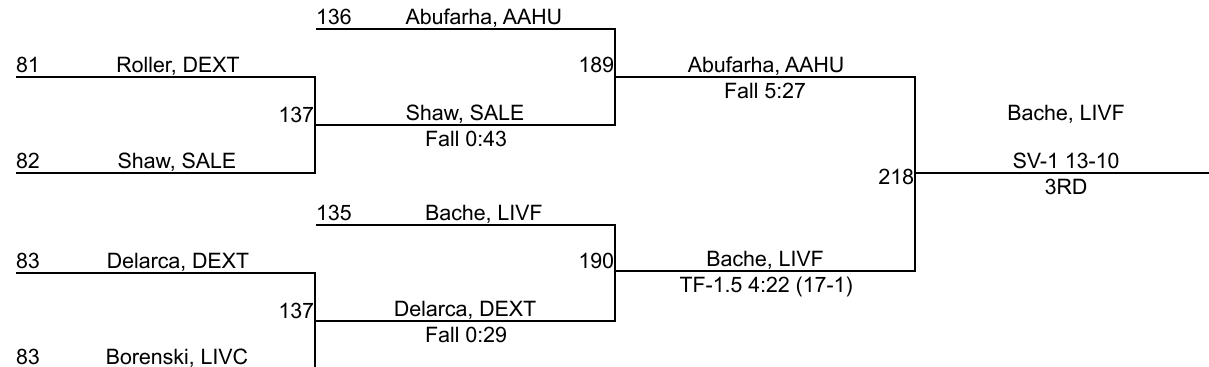 136 Abufarha, AAHU
81 Roller, DEXT
189 Abufarha, AAHU
Fall 5:27
137 Shaw, SALE
Fall 0:43
Bache, LIVF
82 Shaw, SALE
SV-1 13-10
218
3RD
135 Bache, LIVF
83 Delarca, DEXT
190 Bache, LIVF
TF-1.5 4:22 (17-1)
137 Delarca, DEXT
Fall 0:29
83 Borenski, LIVC